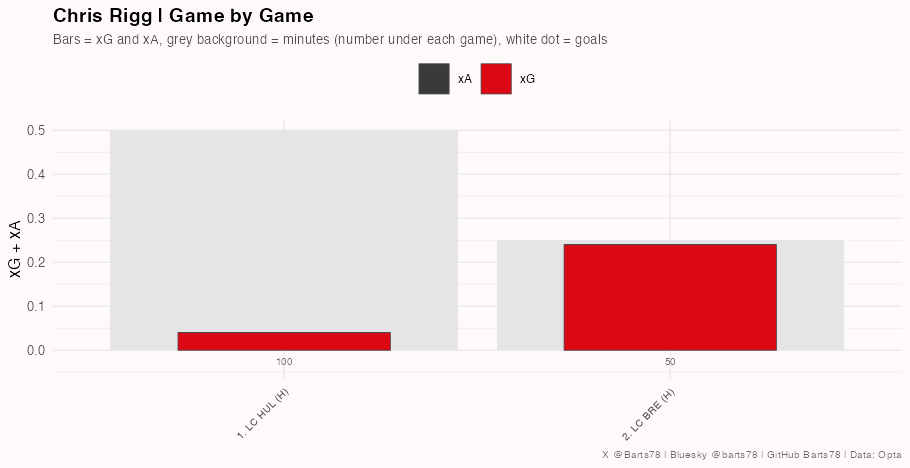 Chris Rigg | Game by Game
Bars = xG and xA, grey background = minutes (number under each game), white dot = goals
xA xG
xG + xA
0.5
0.4
0.3
0.2
0.1
0.0
100 50
1. LC HUL (H) 2. LC BRE (H)
X @Barts78 | Bluesky @barts78 | GitHub Barts78 | Data: Opta